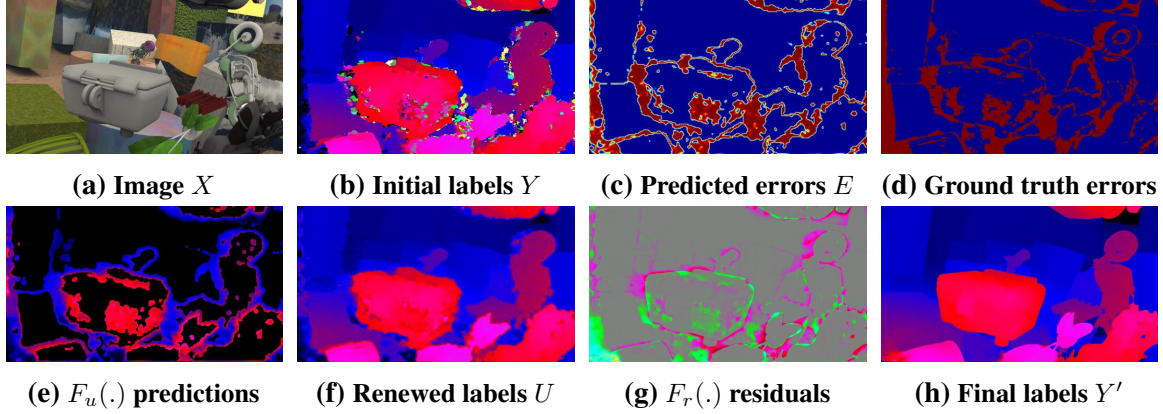 (a) Image X
(b) Initial labels Y
(c) Predicted errors E
(d) Ground truth errors
(e) F_u(.) predictions
(f) Renewed labels U
(g) F_r(.) residuals
(h) Final labels Y′